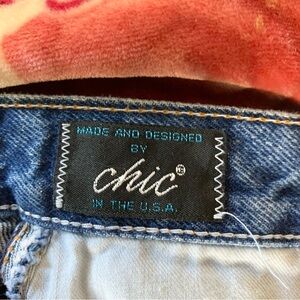 MADE AND DESIGNED
BY
chic®
IN THE U.S.A.